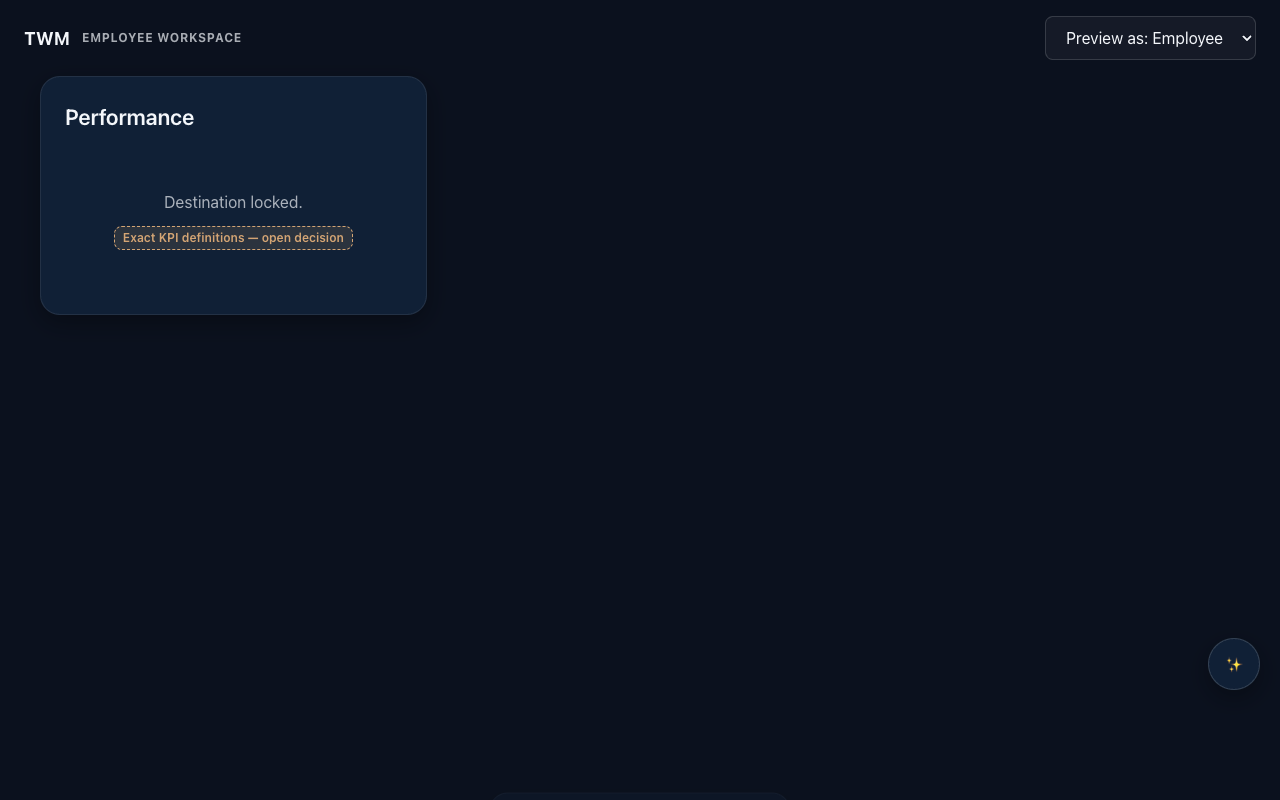 TWM EMPLOYEE WORKSPACE
Preview as: Employee
Performance
Destination locked.
Exact KPI definitions — open decision